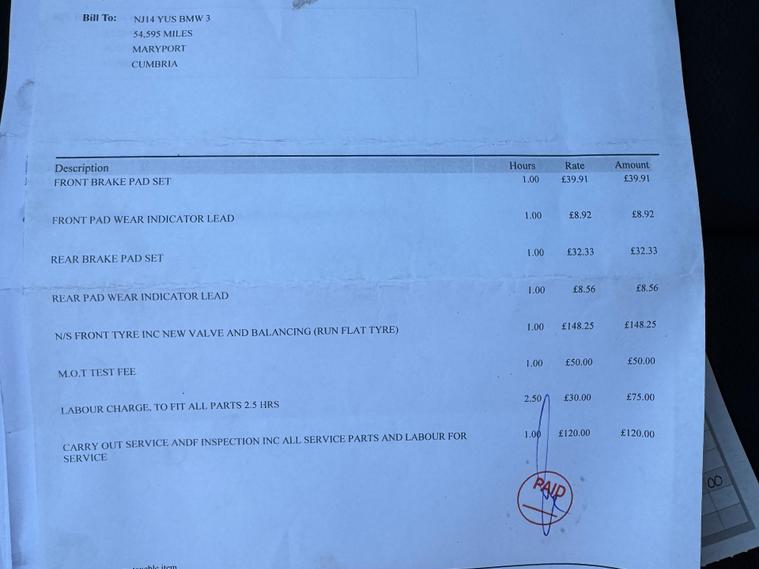 Bill To: NJ14 YUS BMW 3
54,595 MILES
MARYPORT
CUMBRIA
Description Hours Rate Amount
FRONT BRAKE PAD SET 1.00 £39.91 £39.91
FRONT PAD WEAR INDICATOR LEAD 1.00 £8.92 £8.92
REAR BRAKE PAD SET 1.00 £32.33 £32.33
REAR PAD WEAR INDICATOR LEAD 1.00 £8.56 £8.56
N/S FRONT TYRE INC NEW VALVE AND BALANCING (RUN FLAT TYRE) 1.00 £148.25 £148.25
M.O.T TEST FEE 1.00 £50.00 £50.00
LABOUR CHARGE, TO FIT ALL PARTS 2.5 HRS 2.50 £30.00 £75.00
CARRY OUT SERVICE ANDF INSPECTION INC ALL SERVICE PARTS AND LABOUR FOR 1.00 £120.00 £120.00
SERVICE
PAID
00
item